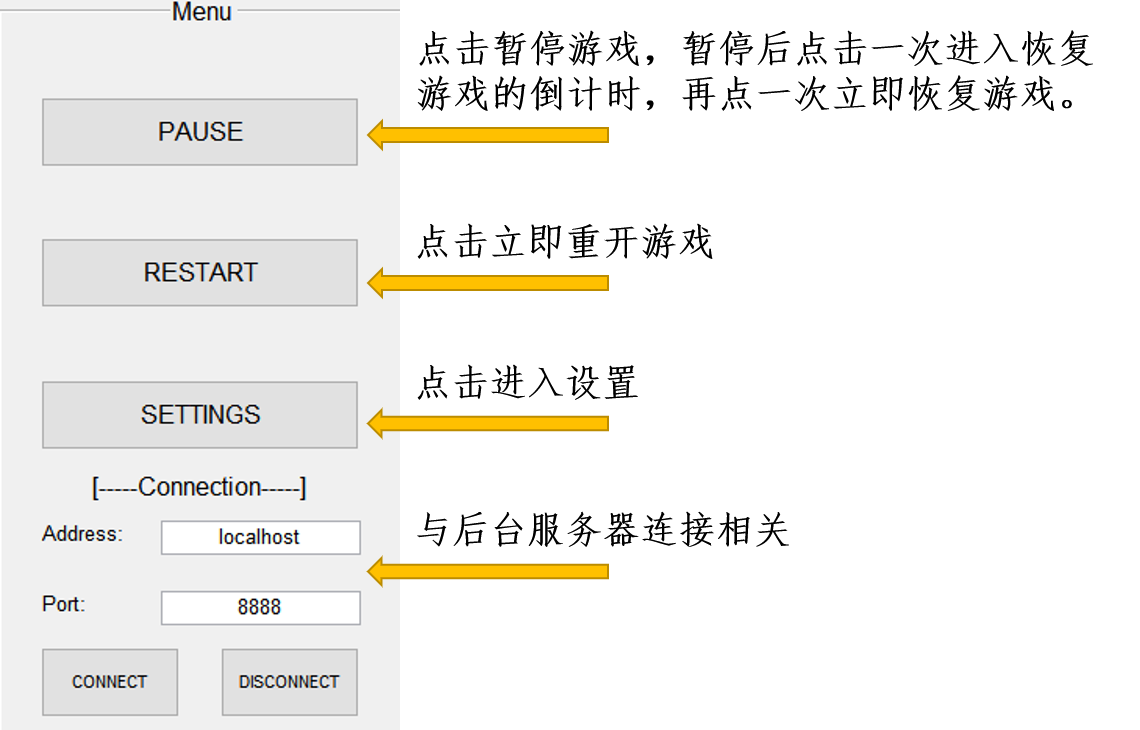 Menu
点击暂停游戏，暂停后点击一次进入恢复
游戏的倒计时，再点一次立即恢复游戏。
PAUSE
点击立即重开游戏
RESTART
点击进入设置
SETTINGS
[-----Connection-----]
与后台服务器连接相关
Address:
localhost
Port:
8888
CONNECT
DISCONNECT